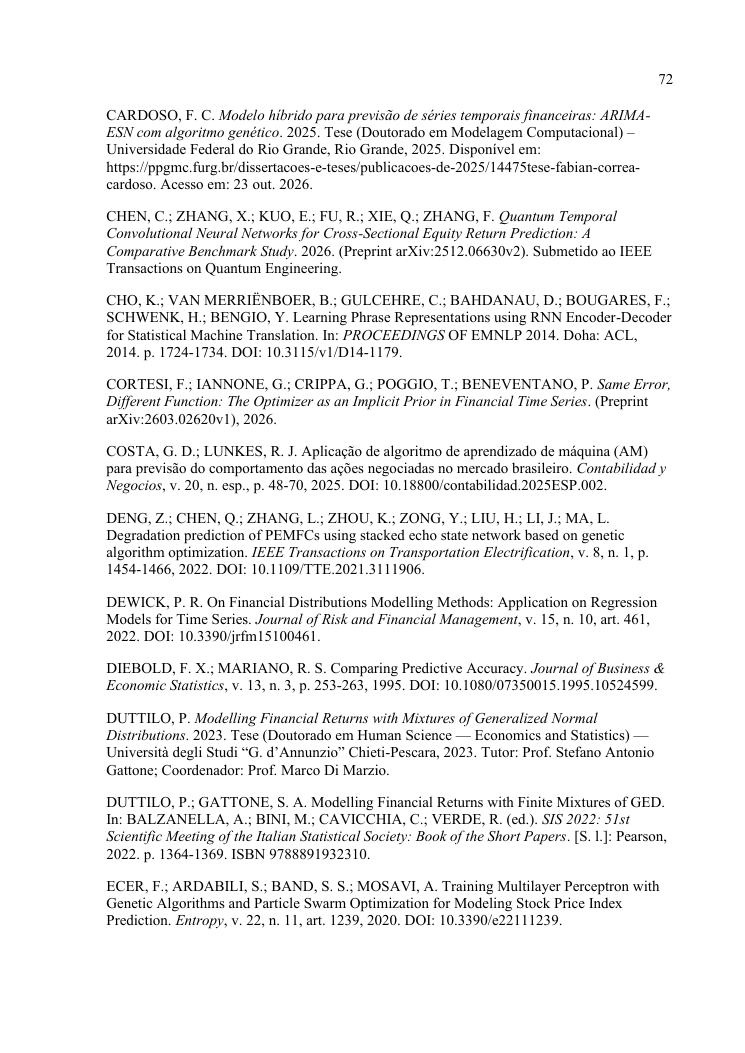 72
CARDOSO, F. C. Modelo híbrido para previsão de séries temporais financeiras: ARIMA-
ESN com algoritmo genético. 2025. Tese (Doutorado em Modelagem Computacional) –
Universidade Federal do Rio Grande, Rio Grande, 2025. Disponível em:
https://ppgmc.furg.br/dissertacoes-e-teses/publicacoes-de-2025/14475tese-fabian-correa-
cardoso. Acesso em: 23 out. 2026.
CHEN, C.; ZHANG, X.; KUO, E.; FU, R.; XIE, Q.; ZHANG, F. Quantum Temporal
Convolutional Neural Networks for Cross-Sectional Equity Return Prediction: A
Comparative Benchmark Study. 2026. (Preprint arXiv:2512.06630v2). Submetido ao IEEE
Transactions on Quantum Engineering.
CHO, K.; VAN MERRIËNBOER, B.; GULCEHRE, C.; BAHDANAU, D.; BOUGARES, F.;
SCHWENK, H.; BENGIO, Y. Learning Phrase Representations using RNN Encoder-Decoder
for Statistical Machine Translation. In: PROCEEDINGS OF EMNLP 2014. Doha: ACL,
2014. p. 1724-1734. DOI: 10.3115/v1/D14-1179.
CORTESI, F.; IANNONE, G.; CRIPPA, G.; POGGIO, T.; BENEVENTANO, P. Same Error,
Different Function: The Optimizer as an Implicit Prior in Financial Time Series. (Preprint
arXiv:2603.02620v1), 2026.
COSTA, G. D.; LUNKES, R. J. Aplicação de algoritmo de aprendizado de máquina (AM)
para previsão do comportamento das ações negociadas no mercado brasileiro. Contabilidad y
Negocios, v. 20, n. esp., p. 48-70, 2025. DOI: 10.18800/contabilidad.2025ESP.002.
DENG, Z.; CHEN, Q.; ZHANG, L.; ZHOU, K.; ZONG, Y.; LIU, H.; LI, J.; MA, L.
Degradation prediction of PEMFCs using stacked echo state network based on genetic
algorithm optimization. IEEE Transactions on Transportation Electrification, v. 8, n. 1, p.
1454-1466, 2022. DOI: 10.1109/TTE.2021.3111906.
DEWICK, P. R. On Financial Distributions Modelling Methods: Application on Regression
Models for Time Series. Journal of Risk and Financial Management, v. 15, n. 10, art. 461,
2022. DOI: 10.3390/jrfm15100461.
DIEBOLD, F. X.; MARIANO, R. S. Comparing Predictive Accuracy. Journal of Business &
Economic Statistics, v. 13, n. 3, p. 253-263, 1995. DOI: 10.1080/07350015.1995.10524599.
DUTTILO, P. Modelling Financial Returns with Mixtures of Generalized Normal
Distributions. 2023. Tese (Doutorado em Human Science — Economics and Statistics) —
Università degli Studi “G. d’Annunzio” Chieti-Pescara, 2023. Tutor: Prof. Stefano Antonio
Gattone; Coordenador: Prof. Marco Di Marzio.
DUTTILO, P.; GATTONE, S. A. Modelling Financial Returns with Finite Mixtures of GED.
In: BALZANELLA, A.; BINI, M.; CAVICCHIA, C.; VERDE, R. (ed.). SIS 2022: 51st
Scientific Meeting of the Italian Statistical Society: Book of the Short Papers. [S. l.]: Pearson,
2022. p. 1364-1369. ISBN 9788891932310.
ECER, F.; ARDABILI, S.; BAND, S. S.; MOSAVI, A. Training Multilayer Perceptron with
Genetic Algorithms and Particle Swarm Optimization for Modeling Stock Price Index
Prediction. Entropy, v. 22, n. 11, art. 1239, 2020. DOI: 10.3390/e22111239.